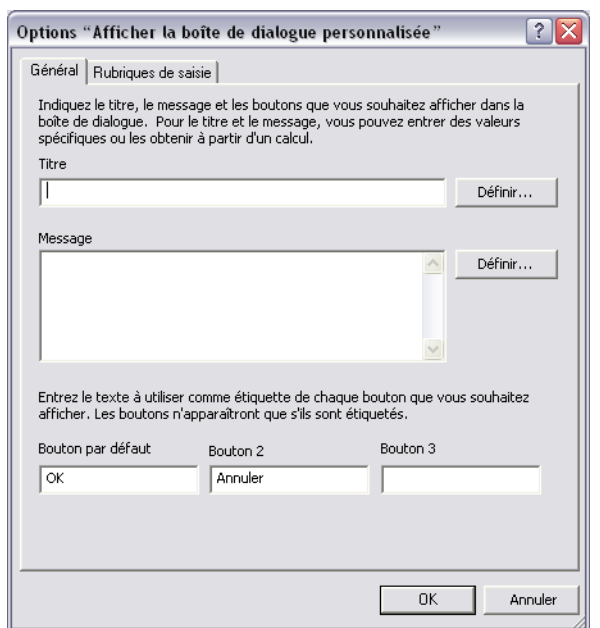 Options “Afficher la boîte de dialogue personnalisée”
Général Rubriques de saisie
Indiquez le titre, le message et les boutons que vous souhaitez afficher dans la
boîte de dialogue. Pour le titre et le message, vous pouvez entrer des valeurs
spécifiques ou les obtenir à partir d'un calcul.
Titre
Définir...
Message
Définir...
Entrez le texte à utiliser comme étiquette de chaque bouton que vous souhaitez
afficher. Les boutons n'apparaîtront que s'ils sont étiquetés.
Bouton par défaut Bouton 2 Bouton 3
OK Annuler
OK Annuler